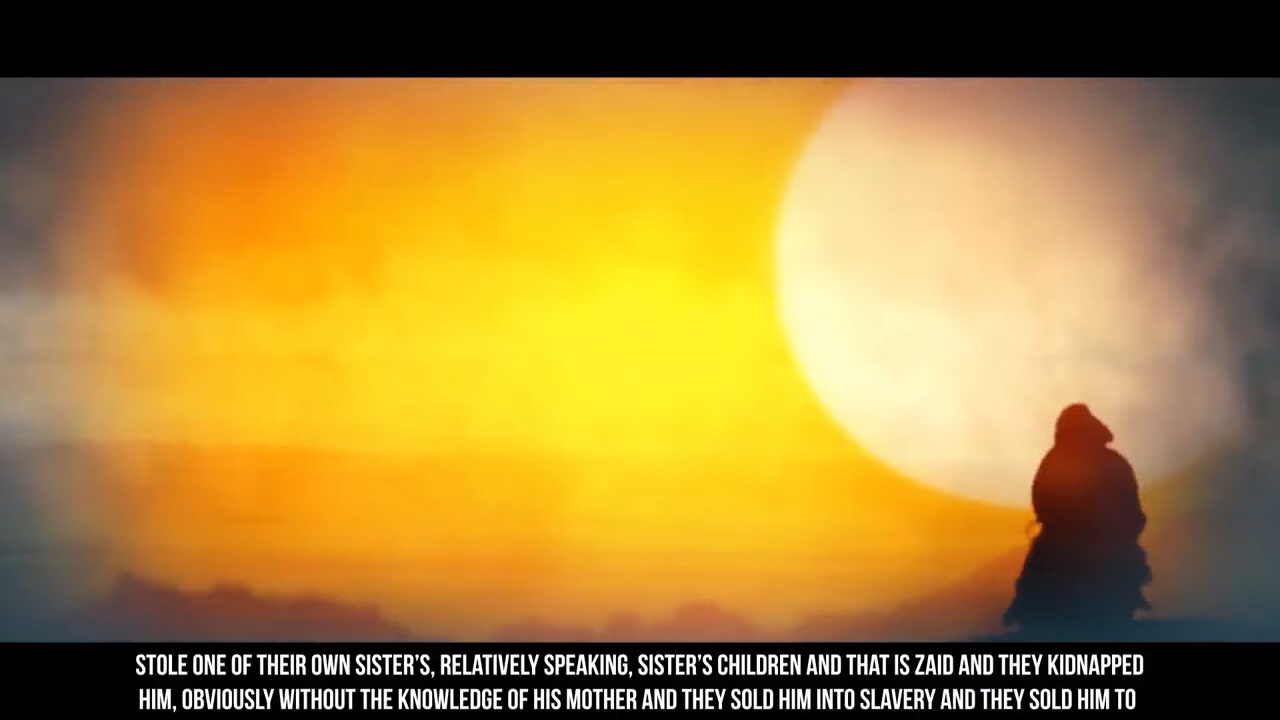 STOLE ONE OF THEIR OWN SISTER'S, RELATIVELY SPEAKING, SISTER'S CHILDREN AND THAT IS ZAID AND THEY KIDNAPPED
HIM, OBVIOUSLY WITHOUT THE KNOWLEDGE OF HIS MOTHER AND THEY SOLD HIM INTO SLAVERY AND THEY SOLD HIM TO